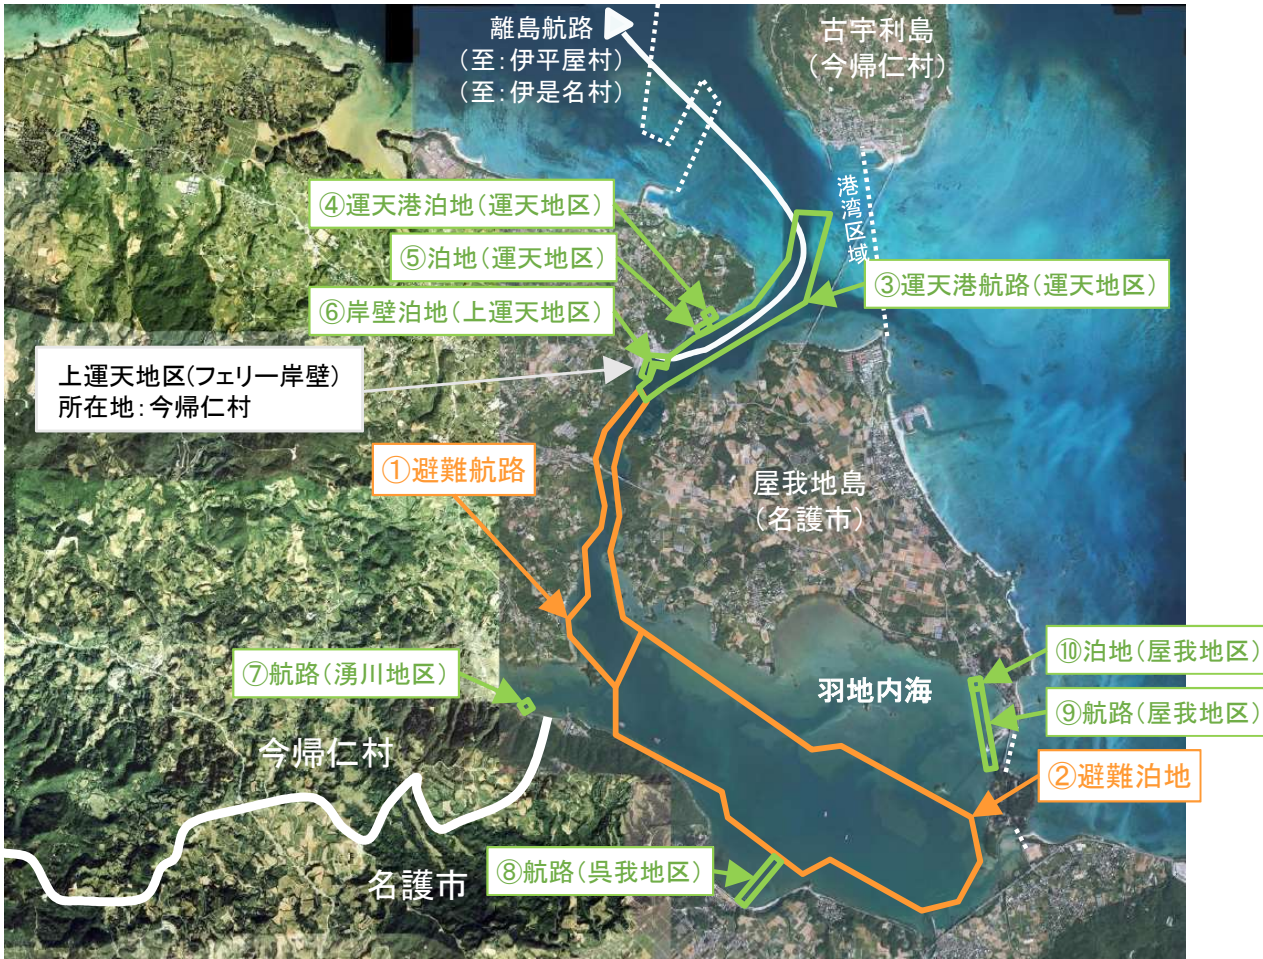 離島航路
(至:伊平屋村)
(至:伊是名村)
古宇利島
(今帰仁村)
港湾区域
④運天港泊地(運天地区)
⑤泊地(運天地区)
⑥岸壁泊地(上運天地区)
③運天港航路(運天地区)
上運天地区(フェリー岸壁)
所在地:今帰仁村
①避難航路
屋我地島
(名護市)
⑦航路(湧川地区)
羽地内海
⑩泊地(屋我地区)
⑨航路(屋我地区)
②避難泊地
今帰仁村
名護市
⑧航路(呉我地区)